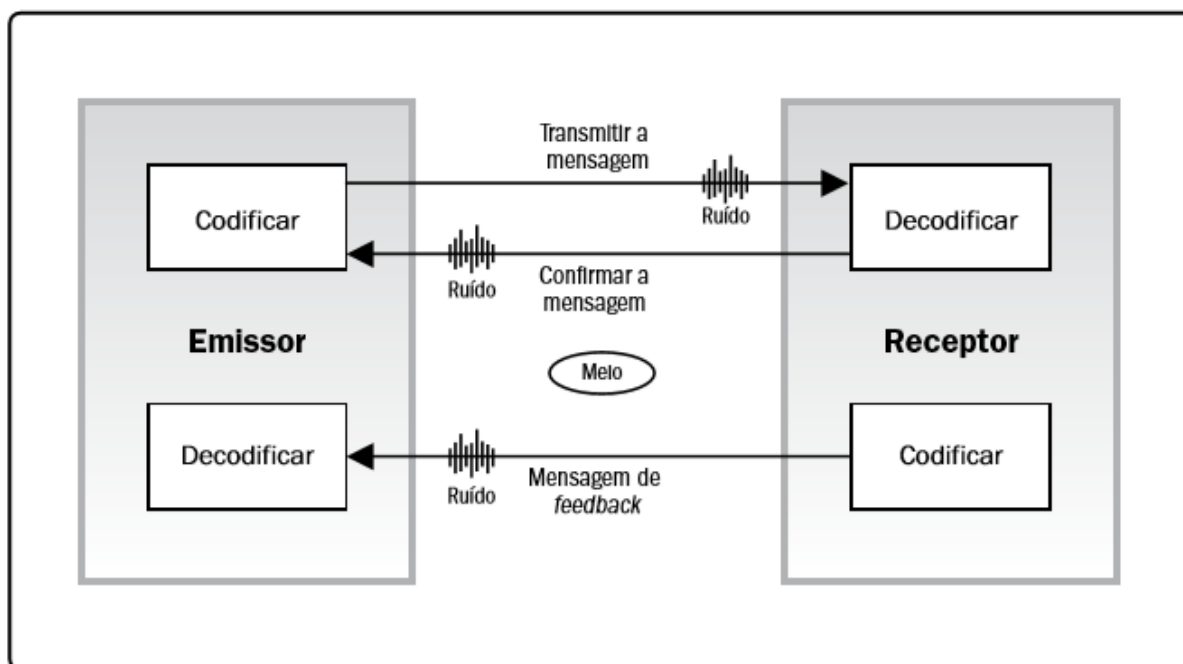 Transmitir a
mensagem
Codificar
Ruído
Decodificar
Ruído
Confirmar a
mensagem
Emissor
Receptor
Meio
Decodificar
Codificar
Ruído
Mensagem de
feedback